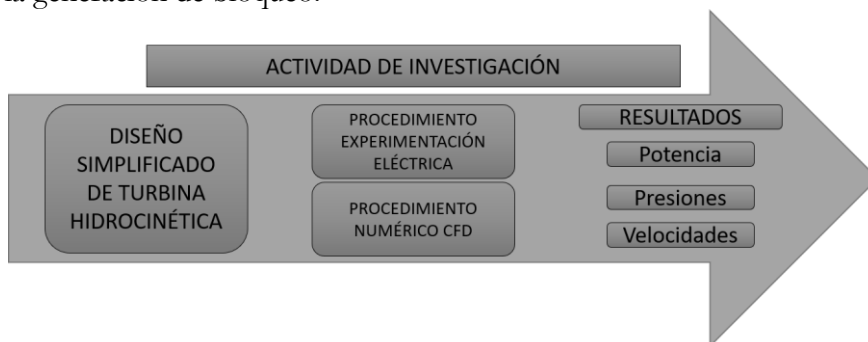 la generación de bloqueo.
ACTIVIDAD DE INVESTIGACIÓN
DISEÑO
SIMPLIFICADO
DE TURBINA
HIDROCINÉTICA
PROCEDIMIENTO
EXPERIMENTACIÓN
ELÉCTRICA
PROCEDIMIENTO
NUMÉRICO CFD
RESULTADOS
Potencia
Presiones
Velocidades